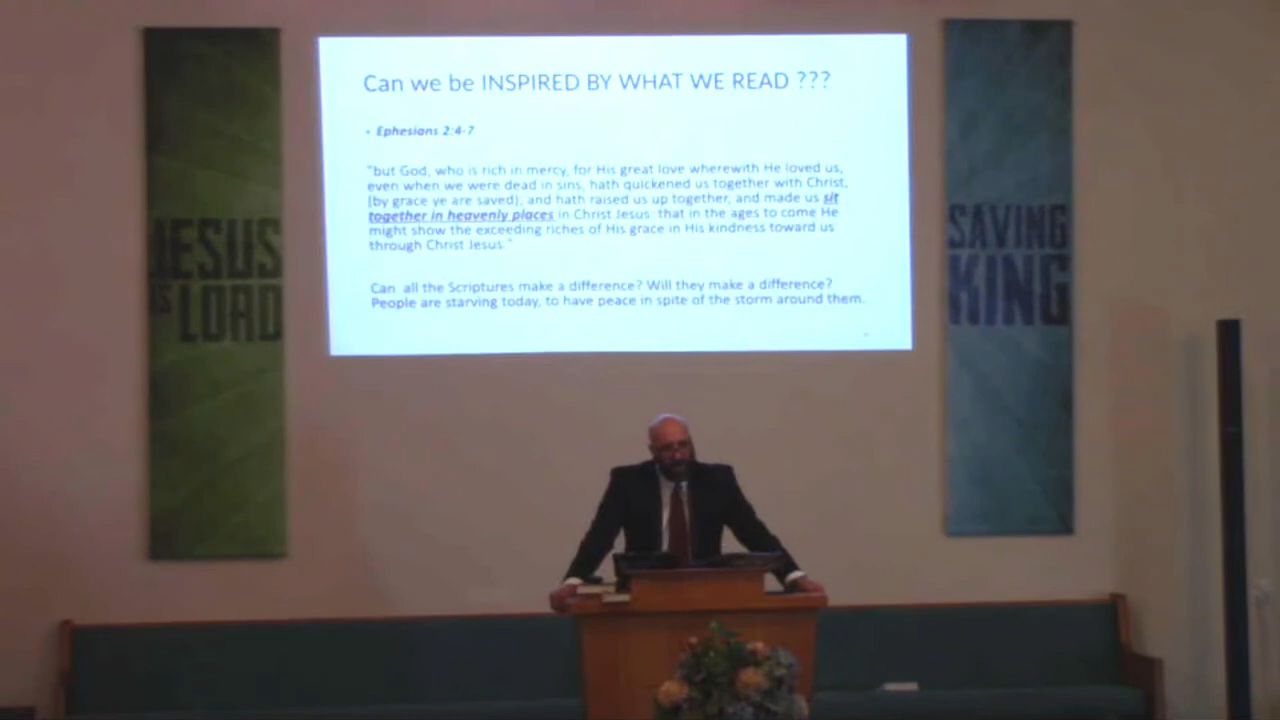 Can we be INSPIRED BY WHAT WE READ ???
• Ephesians 2:4-7
"but God, who is rich in mercy, for His great love wherewith He loved us,
even when we were dead in sins, hath quickened us together with Christ,
(by grace ye are saved), and hath raised us up together, and made us sit
together in heavenly places in Christ Jesus: that in the ages to come He
might show the exceeding riches of His grace in His kindness toward us
through Christ Jesus."
Can all the Scriptures make a difference? Will they make a difference?
People are starving today, to have peace in spite of the storm around them.
JESUS
IS LORD
SAVING
KING